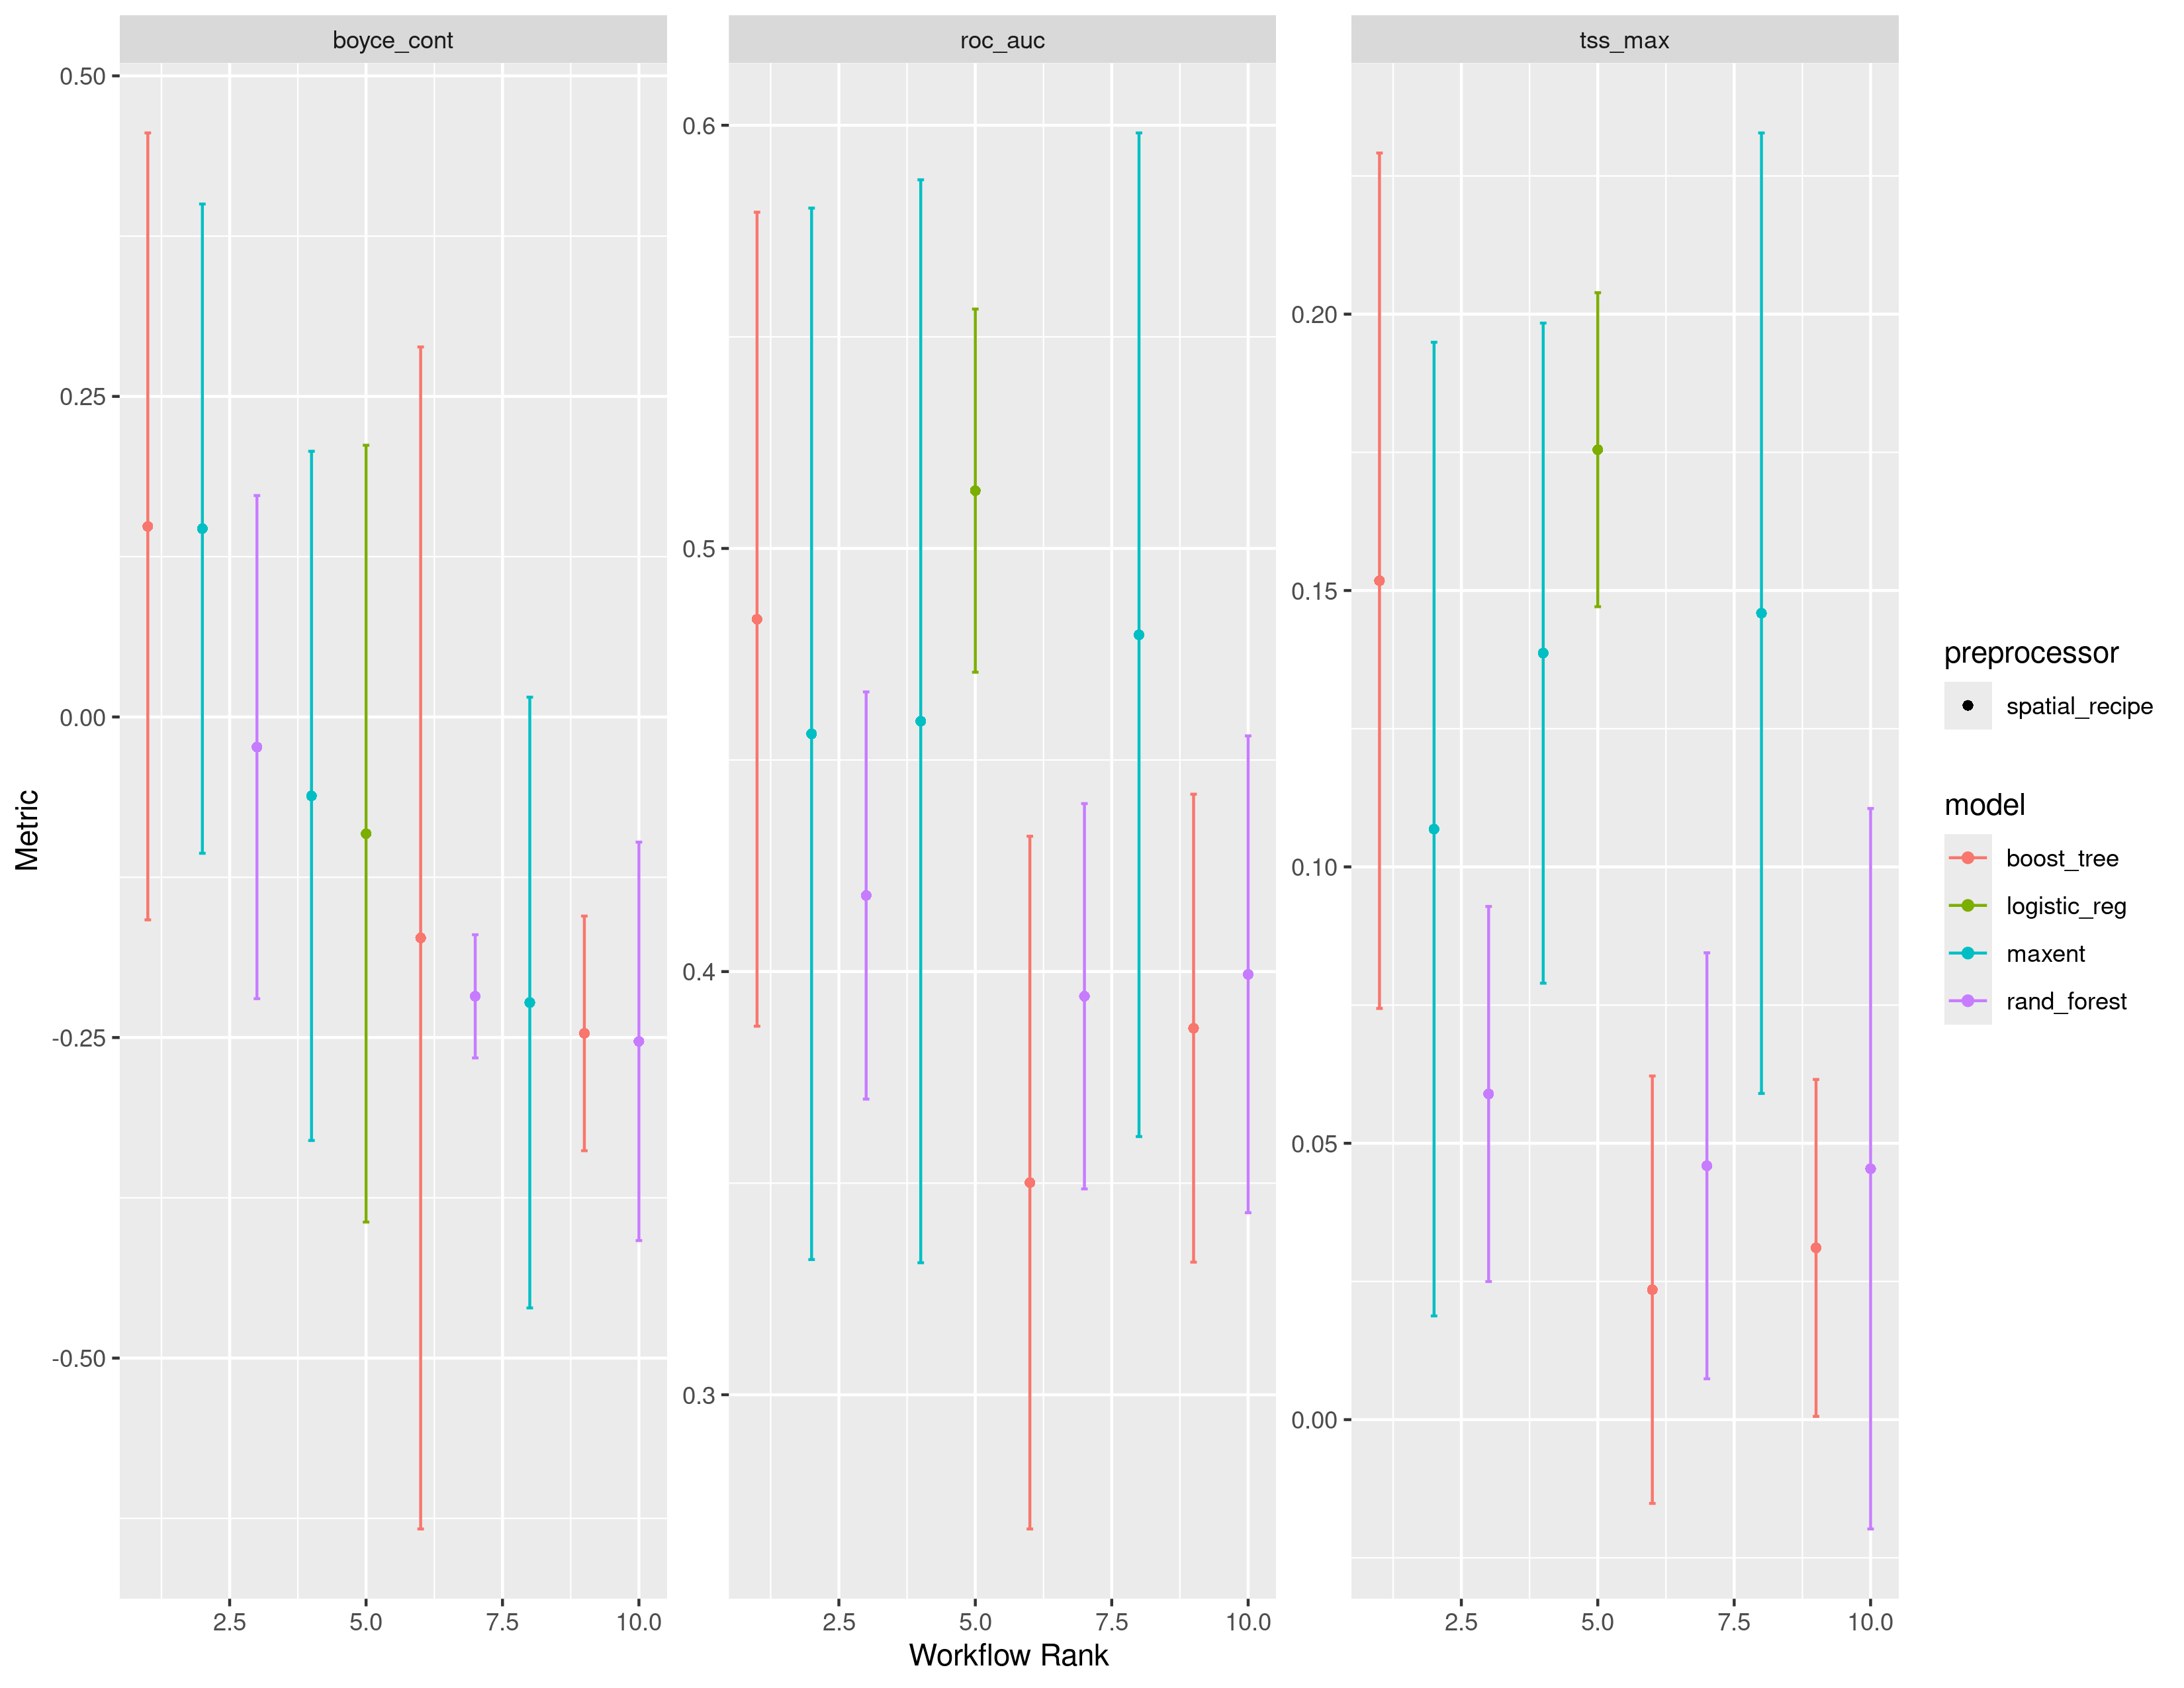 boyce_cont
roc_auc
tss_max
0.50
0.25
0.00
-0.25
-0.50
0.6
0.5
0.4
0.3
0.20
0.15
0.10
0.05
0.00
2.5 5.0 7.5 10.0
2.5 5.0 7.5 10.0
2.5 5.0 7.5 10.0
Metric
Workflow Rank
preprocessor
spatial_recipe
model
boost_tree
logistic_reg
maxent
rand_forest